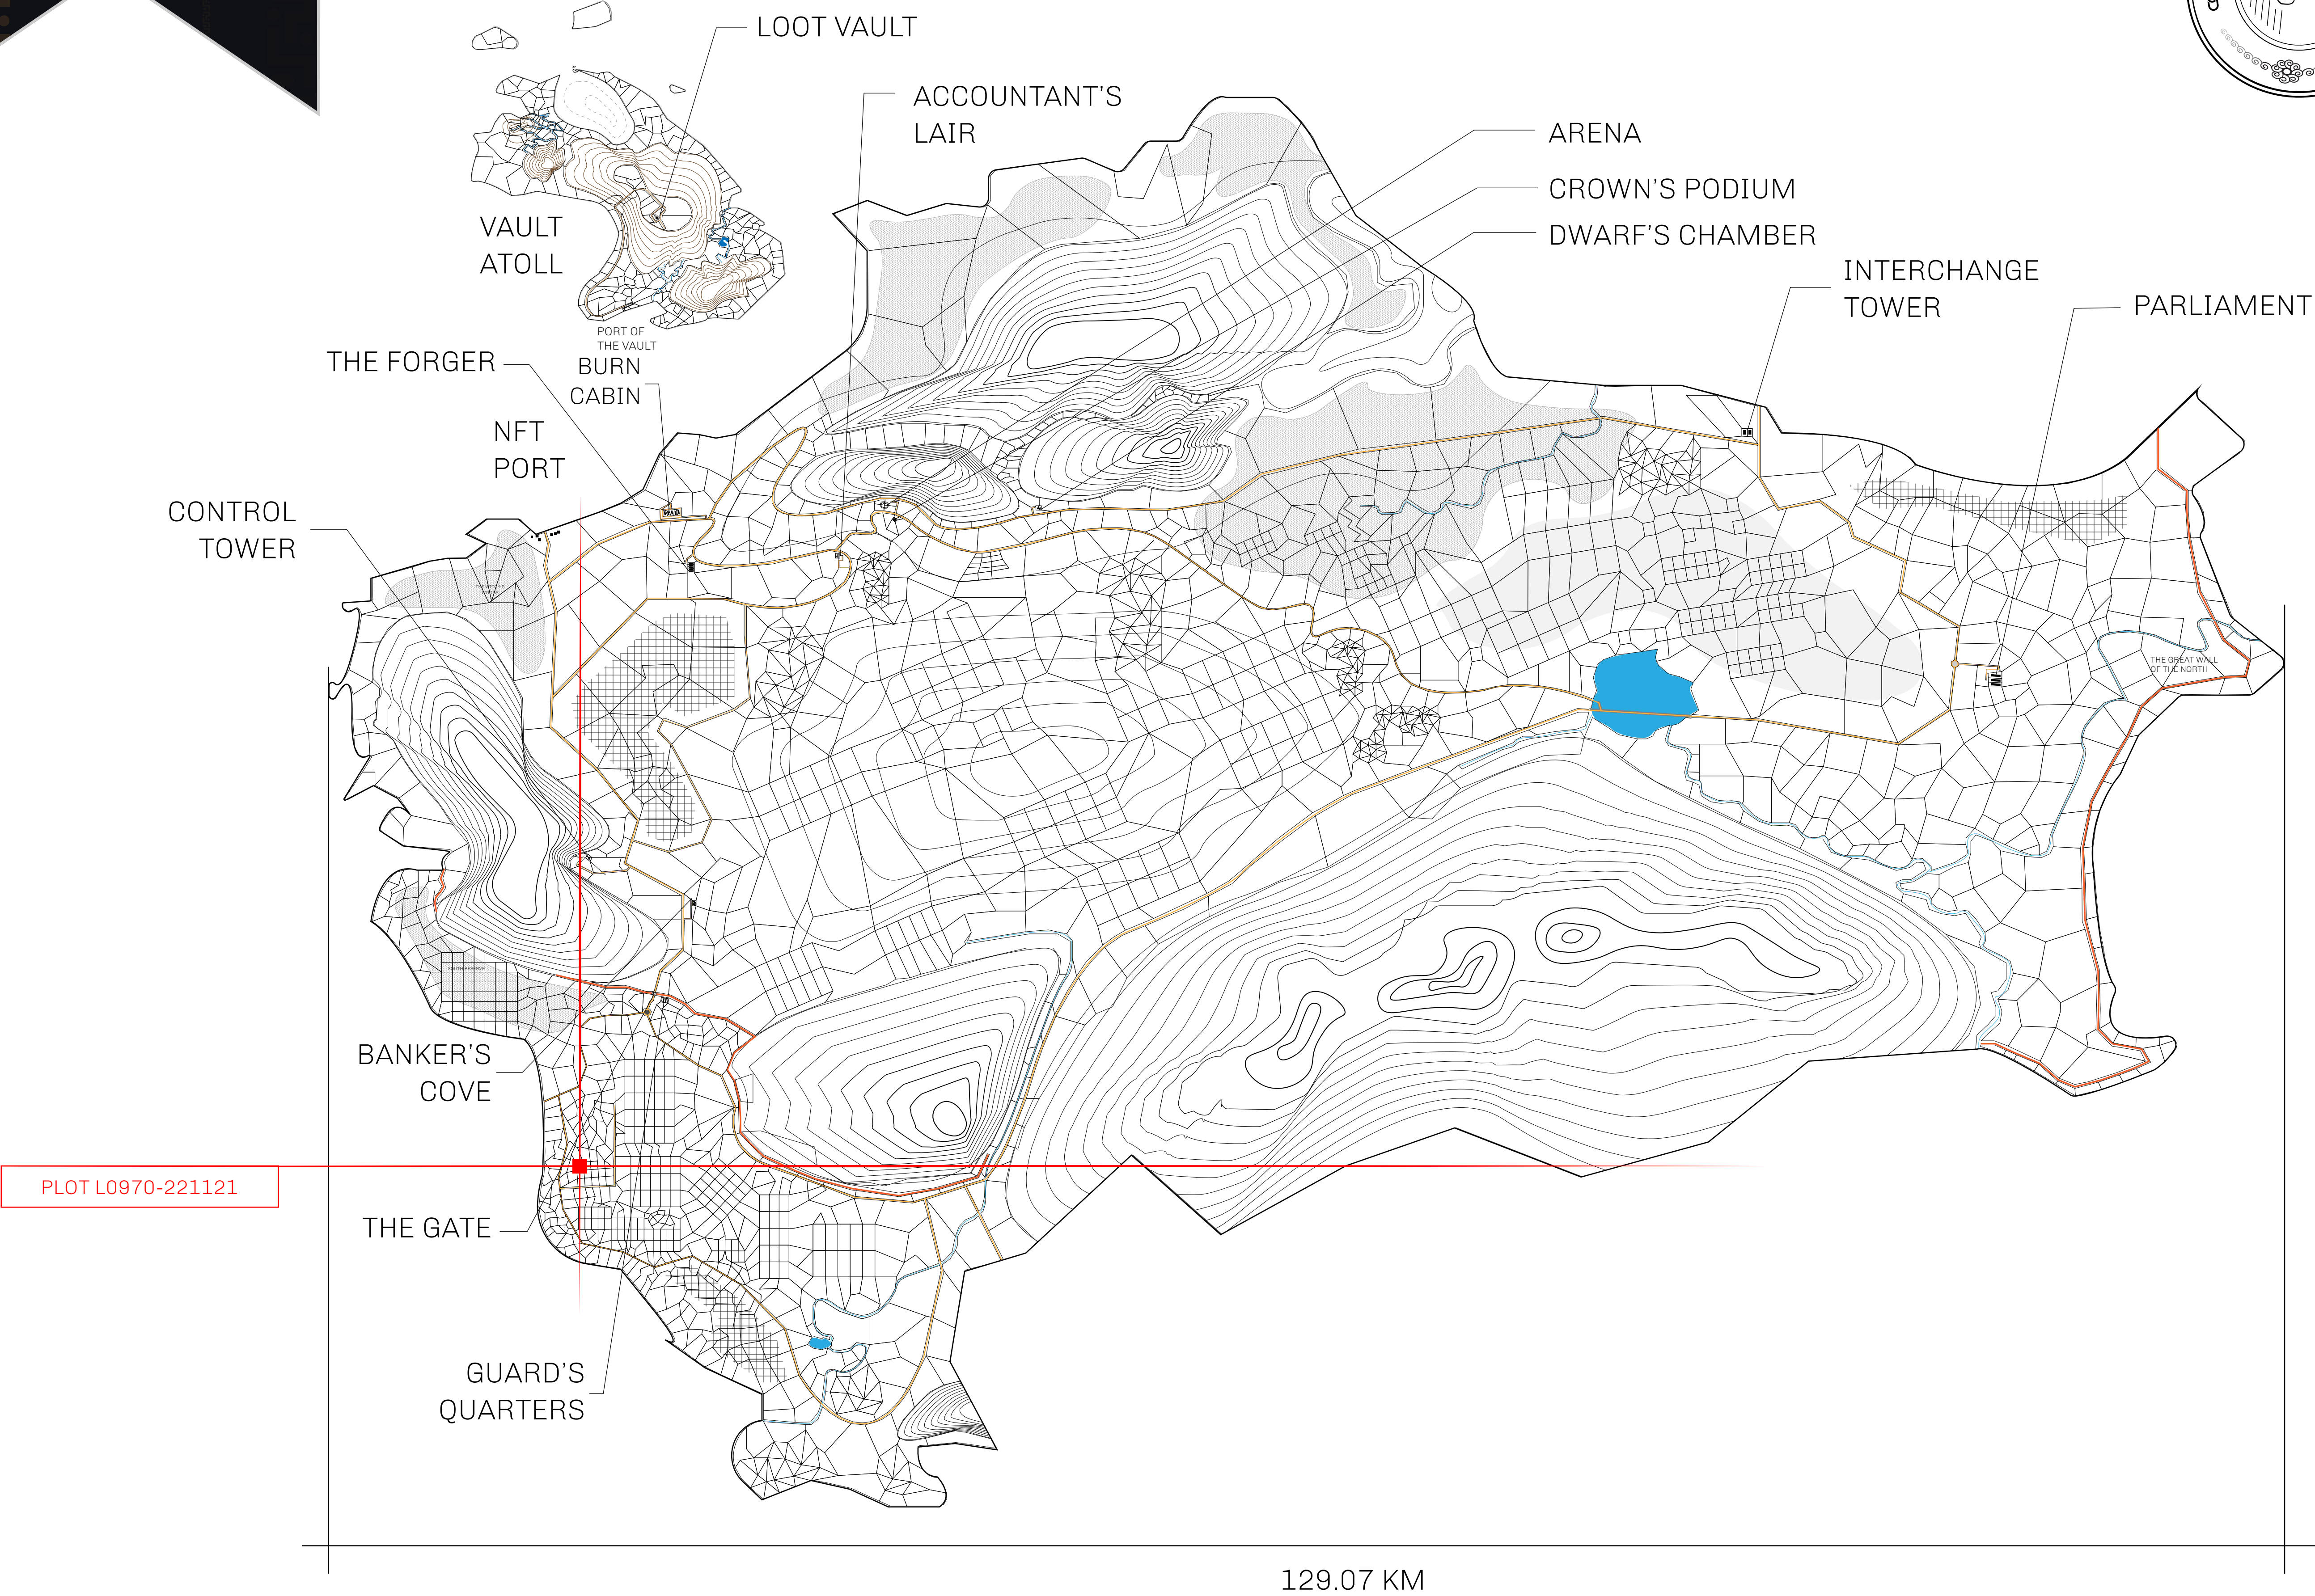 LOOT VAULT
ACCOUNTANT'S
LAIR
ARENA
CROWN'S PODIUM
DWARF'S CHAMBER
VAULT
ATOLL
INTERCHANGE
TOWER
PARLIAMENT
PORT OF
THE VAULT
THE FORGER
BURN
CABIN
NFT
PORT
CONTROL
TOWER
THE GREAT WALL
OF THE NORTH
SOUTH RESERVE
BANKER'S
COVE
PLOT L0970-221121
THE GATE
GUARD'S
QUARTERS
129.07 KM